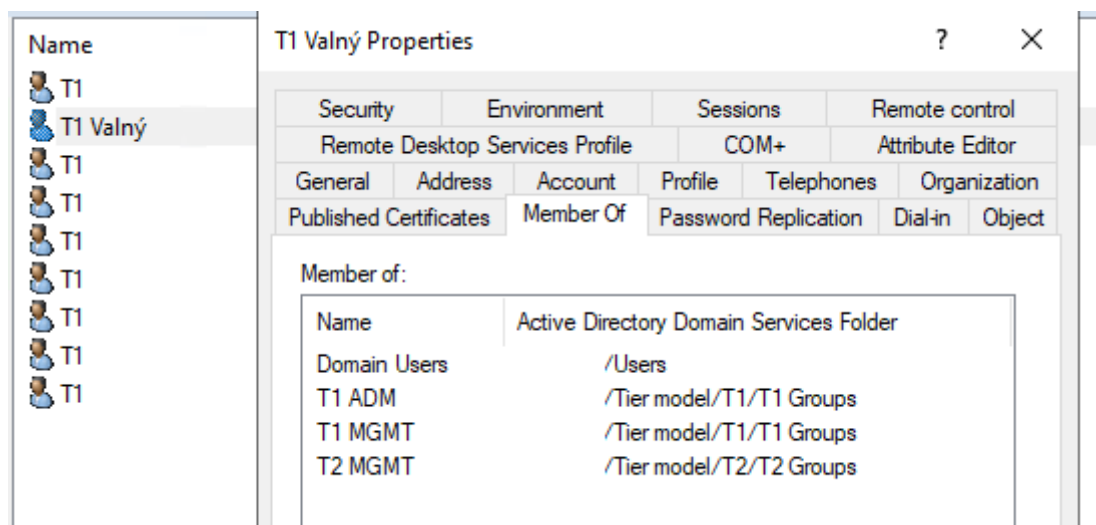 Name
T1
T1 Valný
T1
T1
T1
T1
T1
T1
T1
T1 Valný Properties ? ×
Security Environment Sessions Remote control
Remote Desktop Services Profile COM+ Attribute Editor
General Address Account Profile Telephones Organization
Published Certificates Member Of Password Replication Dial-in Object
Member of:
Name Active Directory Domain Services Folder
Domain Users /Users
T1 ADM /Tier model/T1/T1 Groups
T1 MGMT /Tier model/T1/T1 Groups
T2 MGMT /Tier model/T2/T2 Groups